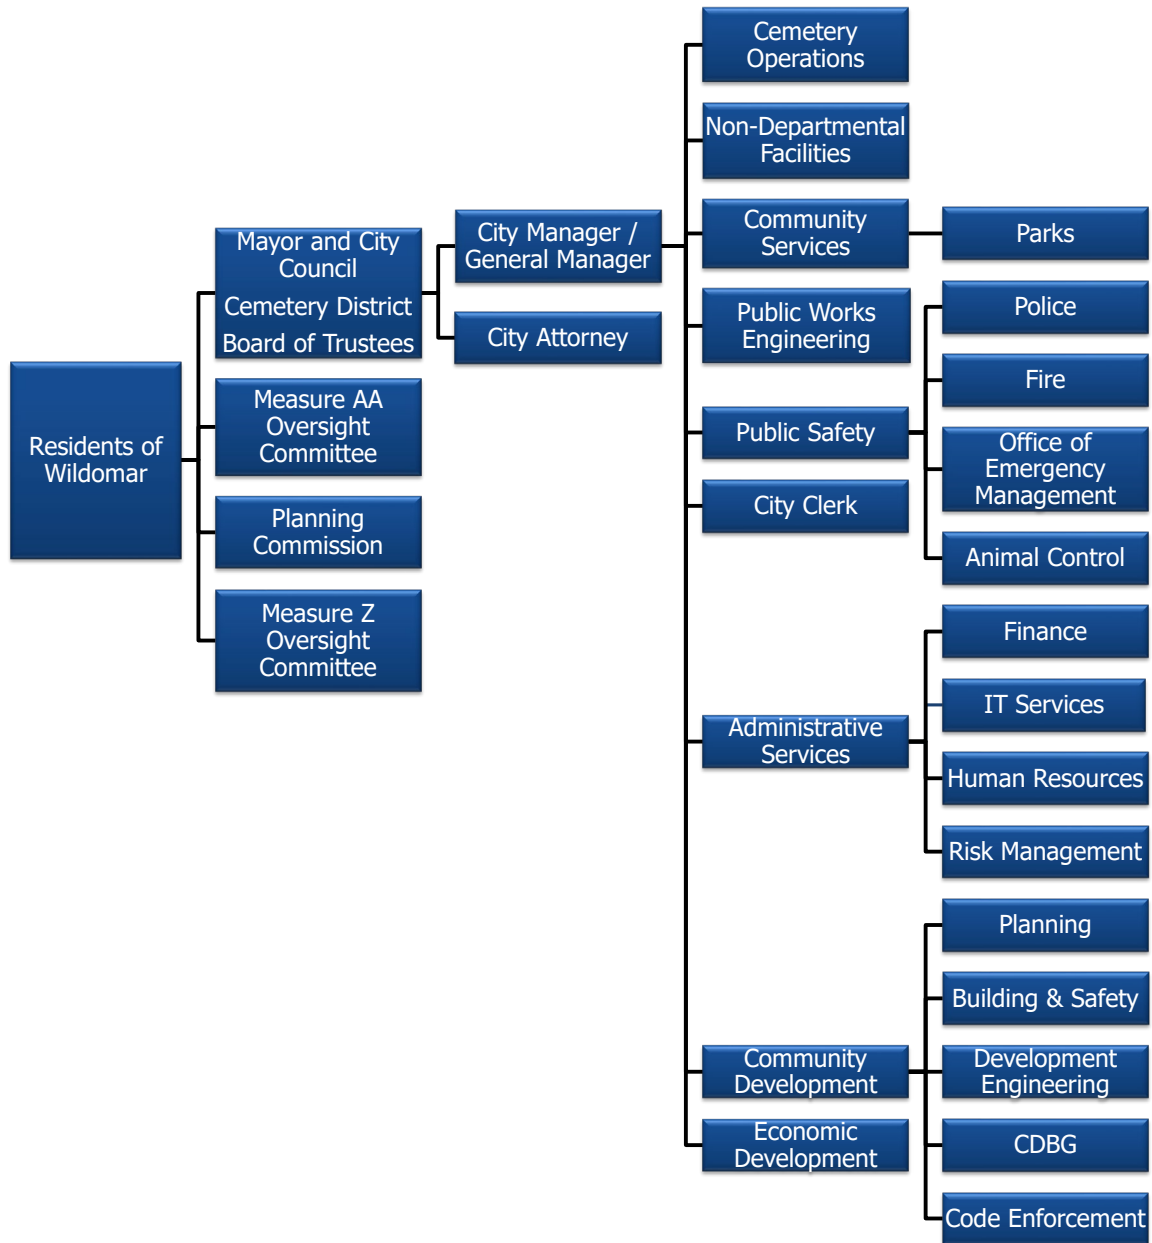 Residents of
Wildomar
Mayor and City
Council
Cemetery District
Board of Trustees
Measure AA
Oversight
Committee
Planning
Commission
Measure Z
Oversight
Committee
City Manager /
General Manager
City Attorney
Cemetery
Operations
Non-Departmental
Facilities
Community
Services
Parks
Public Works
Engineering
Public Safety
Police
Fire
Office of
Emergency
Management
Animal Control
City Clerk
Administrative
Services
Finance
IT Services
Human Resources
Risk Management
Community
Development
Planning
Building & Safety
Development
Engineering
CDBG
Code Enforcement
Economic
Development